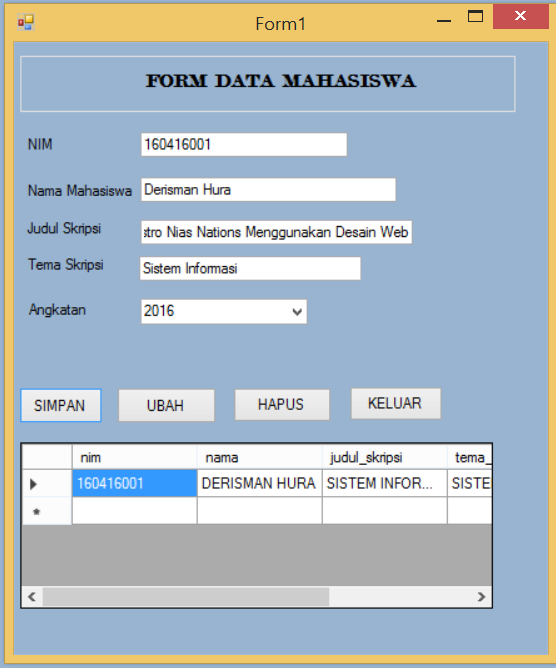 Form1
FORM DATA MAHASISWA
NIM 160416001
Nama Mahasiswa Derisman Hura
Judul Skripsi stro Nias Nations Menggunakan Desain Web
Tema Skripsi Sistem Informasi
Angkatan 2016
SIMPAN UBAH HAPUS KELUAR
nim nama judul_skripsi tema_
160416001 DERISMAN HURA SISTEM INFOR... SISTE
*